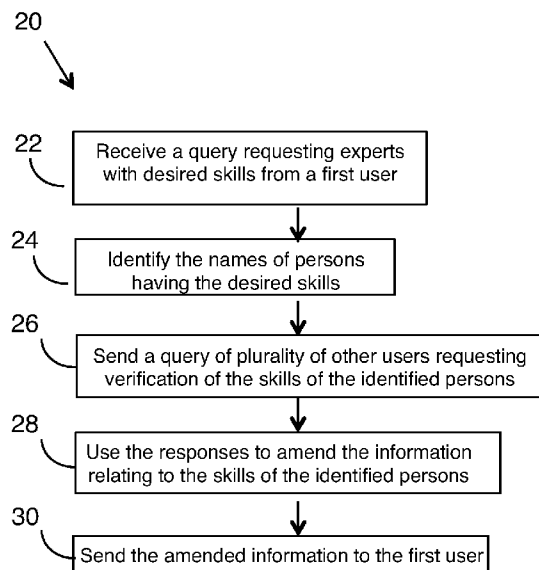 20
22
Receive a query requesting experts
with desired skills from a first user
24
Identify the names of persons
having the desired skills
26
Send a query of plurality of other users requesting
verification of the skills of the identified persons
28
Use the responses to amend the information
relating to the skills of the identified persons
30
Send the amended information to the first user